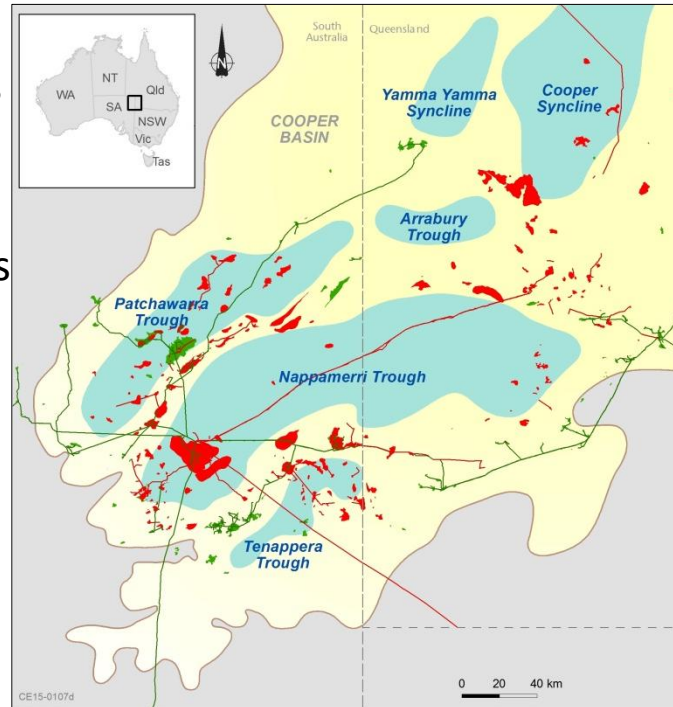 South
Australia
Queensland
NT
WA
Qld
SA
NSW
Vic
Tas
N
COOPER
BASIN
Yamma Yamma
Syncline
Cooper
Syncline
Arrabury
Trough
Patchawarra
Trough
Nappamerri Trough
Tenappera
Trough
CE15-0107d
0 20 40 km